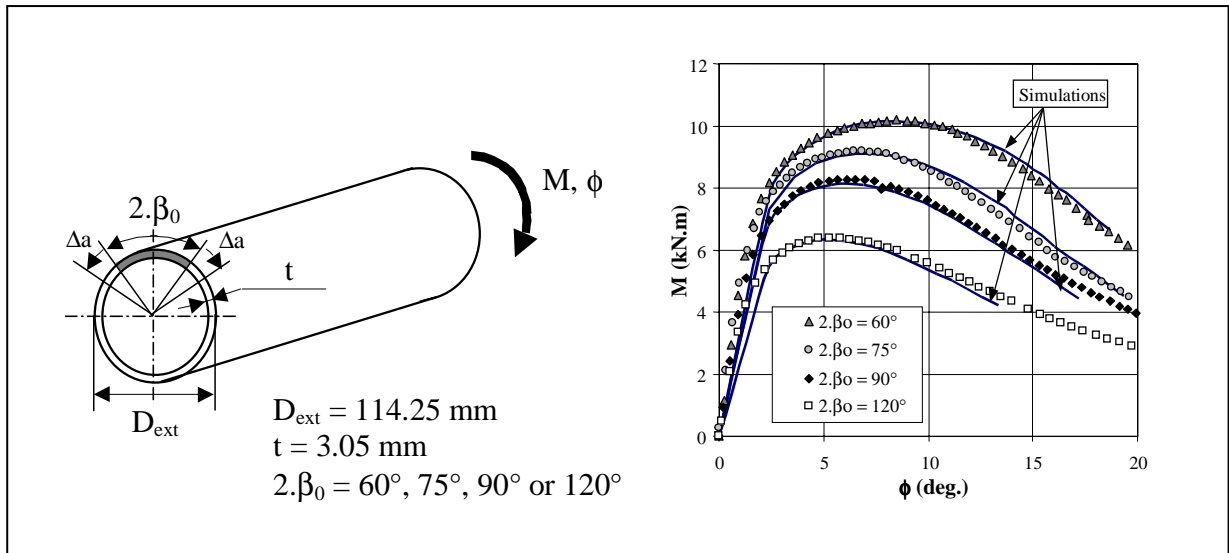 2.β₀
Δa
Δa
t
D_ext
M, ϕ
D_ext = 114.25 mm
t = 3.05 mm
2.β₀ = 60°, 75°, 90° or 120°
M (kN.m)
12
10
8
6
4
2
0
0 5 10 15 20
ϕ (deg.)
Simulations
2.βo = 60°
2.βo = 75°
2.βo = 90°
2.βo = 120°